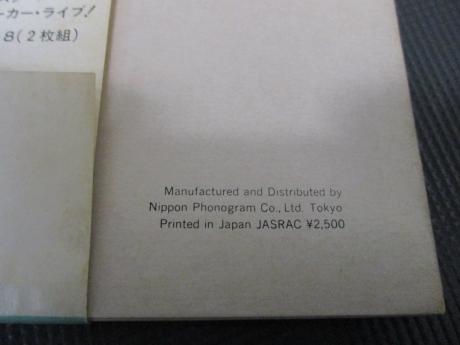 ーカー・ライブ!
8(2枚組)
Manufactured and Distributed by
Nippon Phonogram Co., Ltd. Tokyo
Printed in Japan JASRAC ¥2,500